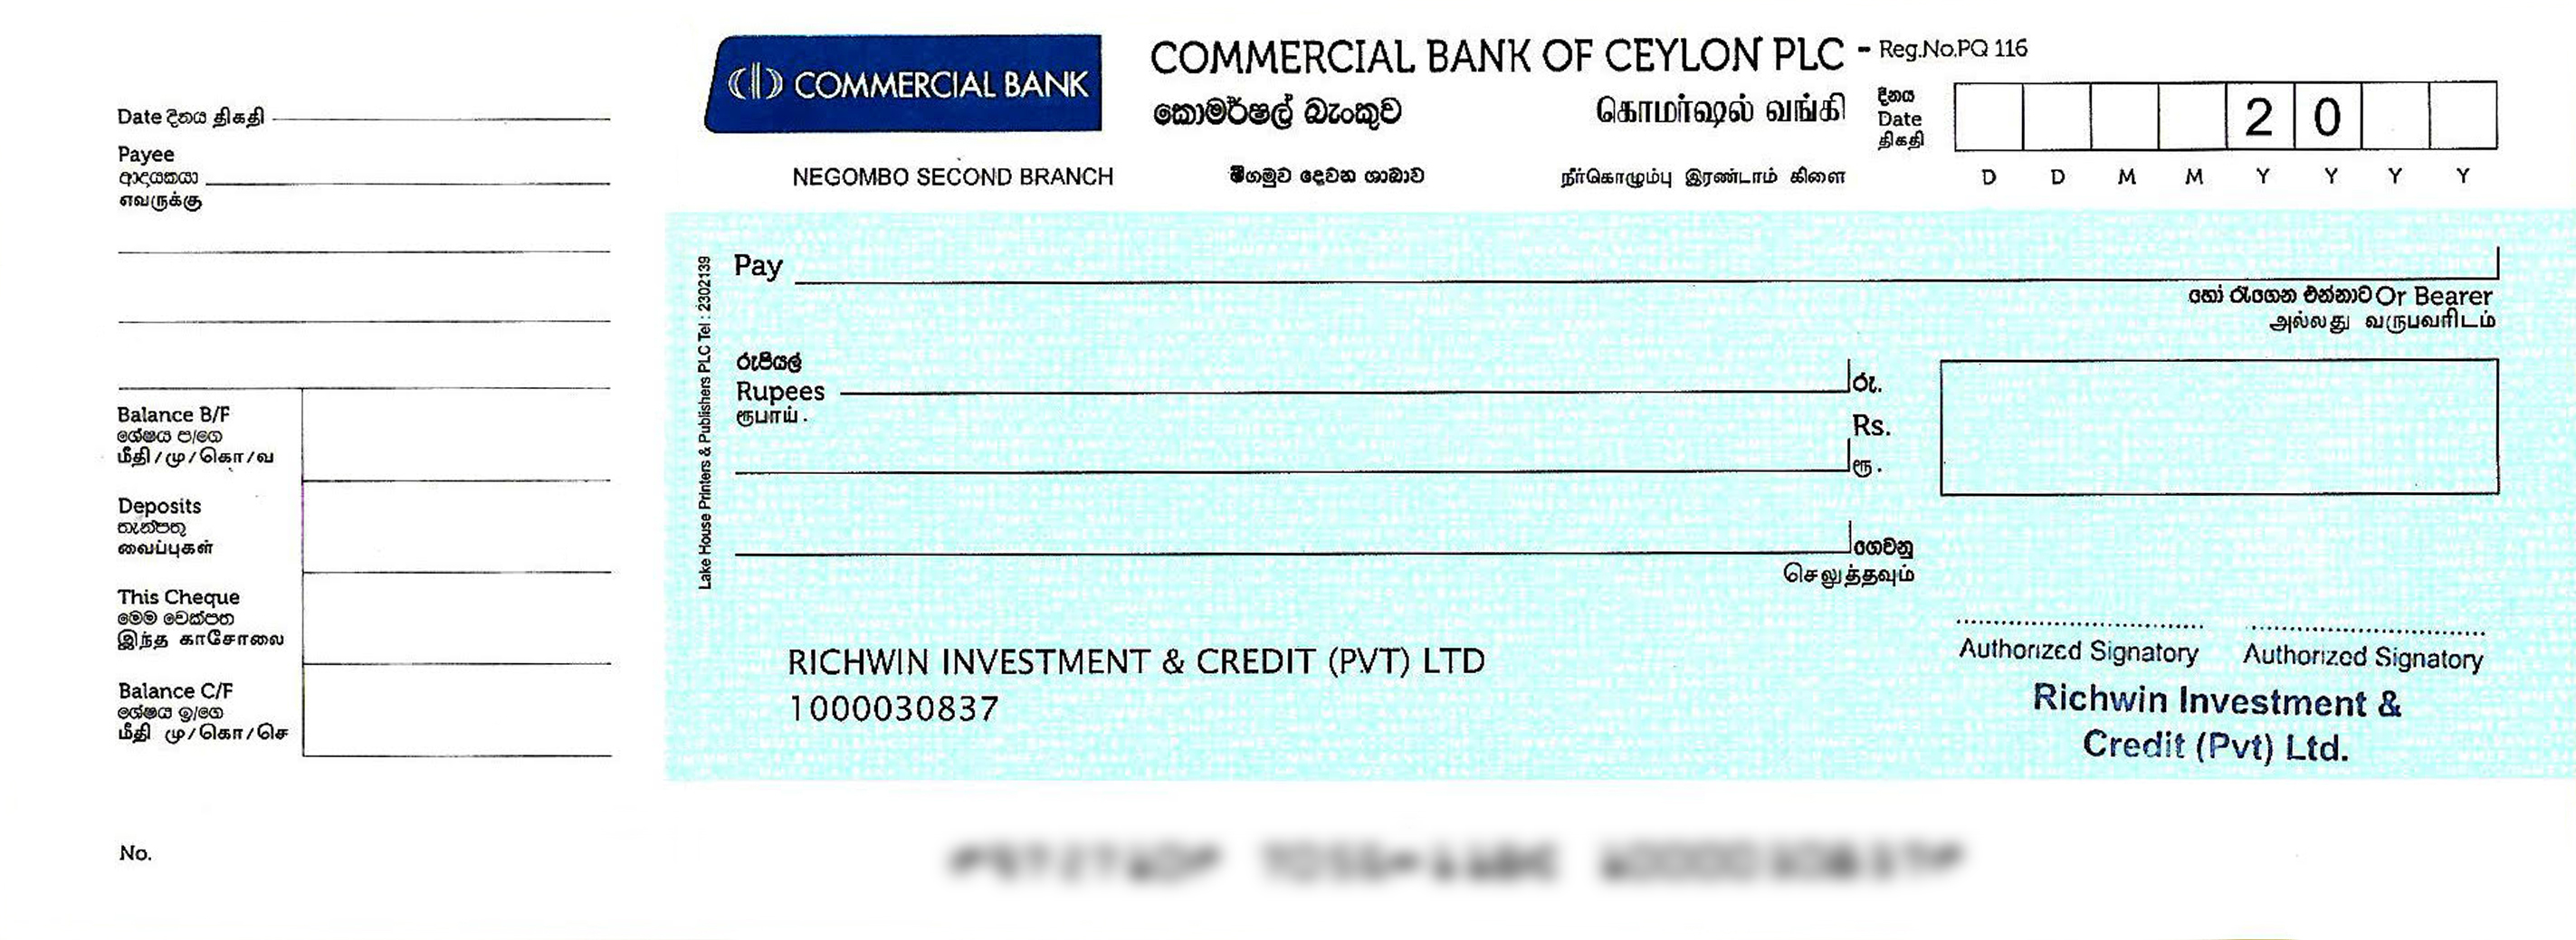 Date දිනය திகதி
Payee
ආදායකයා
எவருக்கு
Balance B/F
ශේෂය ප/ගෙ
மீதி/மு/கொ/வ
Deposits
තැන්පතු
வைப்புகள்
This Cheque
මෙම චෙක්පත
இந்த காசோலை
Balance C/F
ශේෂය ඉ/ගෙ
மீதி மு/கொ/செ
No.
COMMERCIAL BANK
COMMERCIAL BANK OF CEYLON PLC - Reg.No.PQ 116
කොමර්ෂල් බැංකුව கொமர்ஷல் வங்கி
NEGOMBO SECOND BRANCH මීගමුව දෙවන ශාඛාව நீர்கொழும்பு இரண்டாம் கிளை
දිනය
Date
திகதி
2 0
D D M M Y Y Y Y
Lake House Printers & Publishers PLC Tel : 2302139
Pay
හෝ රැගෙන එන්නාට Or Bearer
அல்லது வருபவரிடம்
රුපියල්
Rupees
ரூபாய்.
රු.
Rs.
ரூ.
ගෙවනු
செலுத்தவும்
RICHWIN INVESTMENT & CREDIT (PVT) LTD
1000030837
Authorized Signatory Authorized Signatory
Richwin Investment &
Credit (Pvt) Ltd.